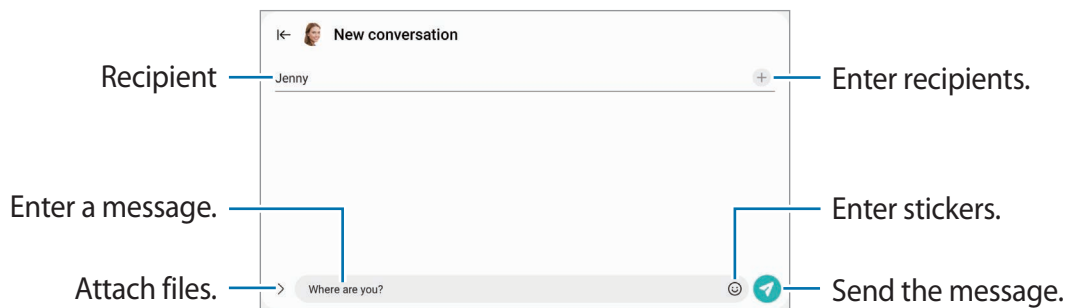 New conversation
Recipient
Jenny
Enter recipients.
Enter a message.
Enter stickers.
Attach files.
Where are you?
Send the message.